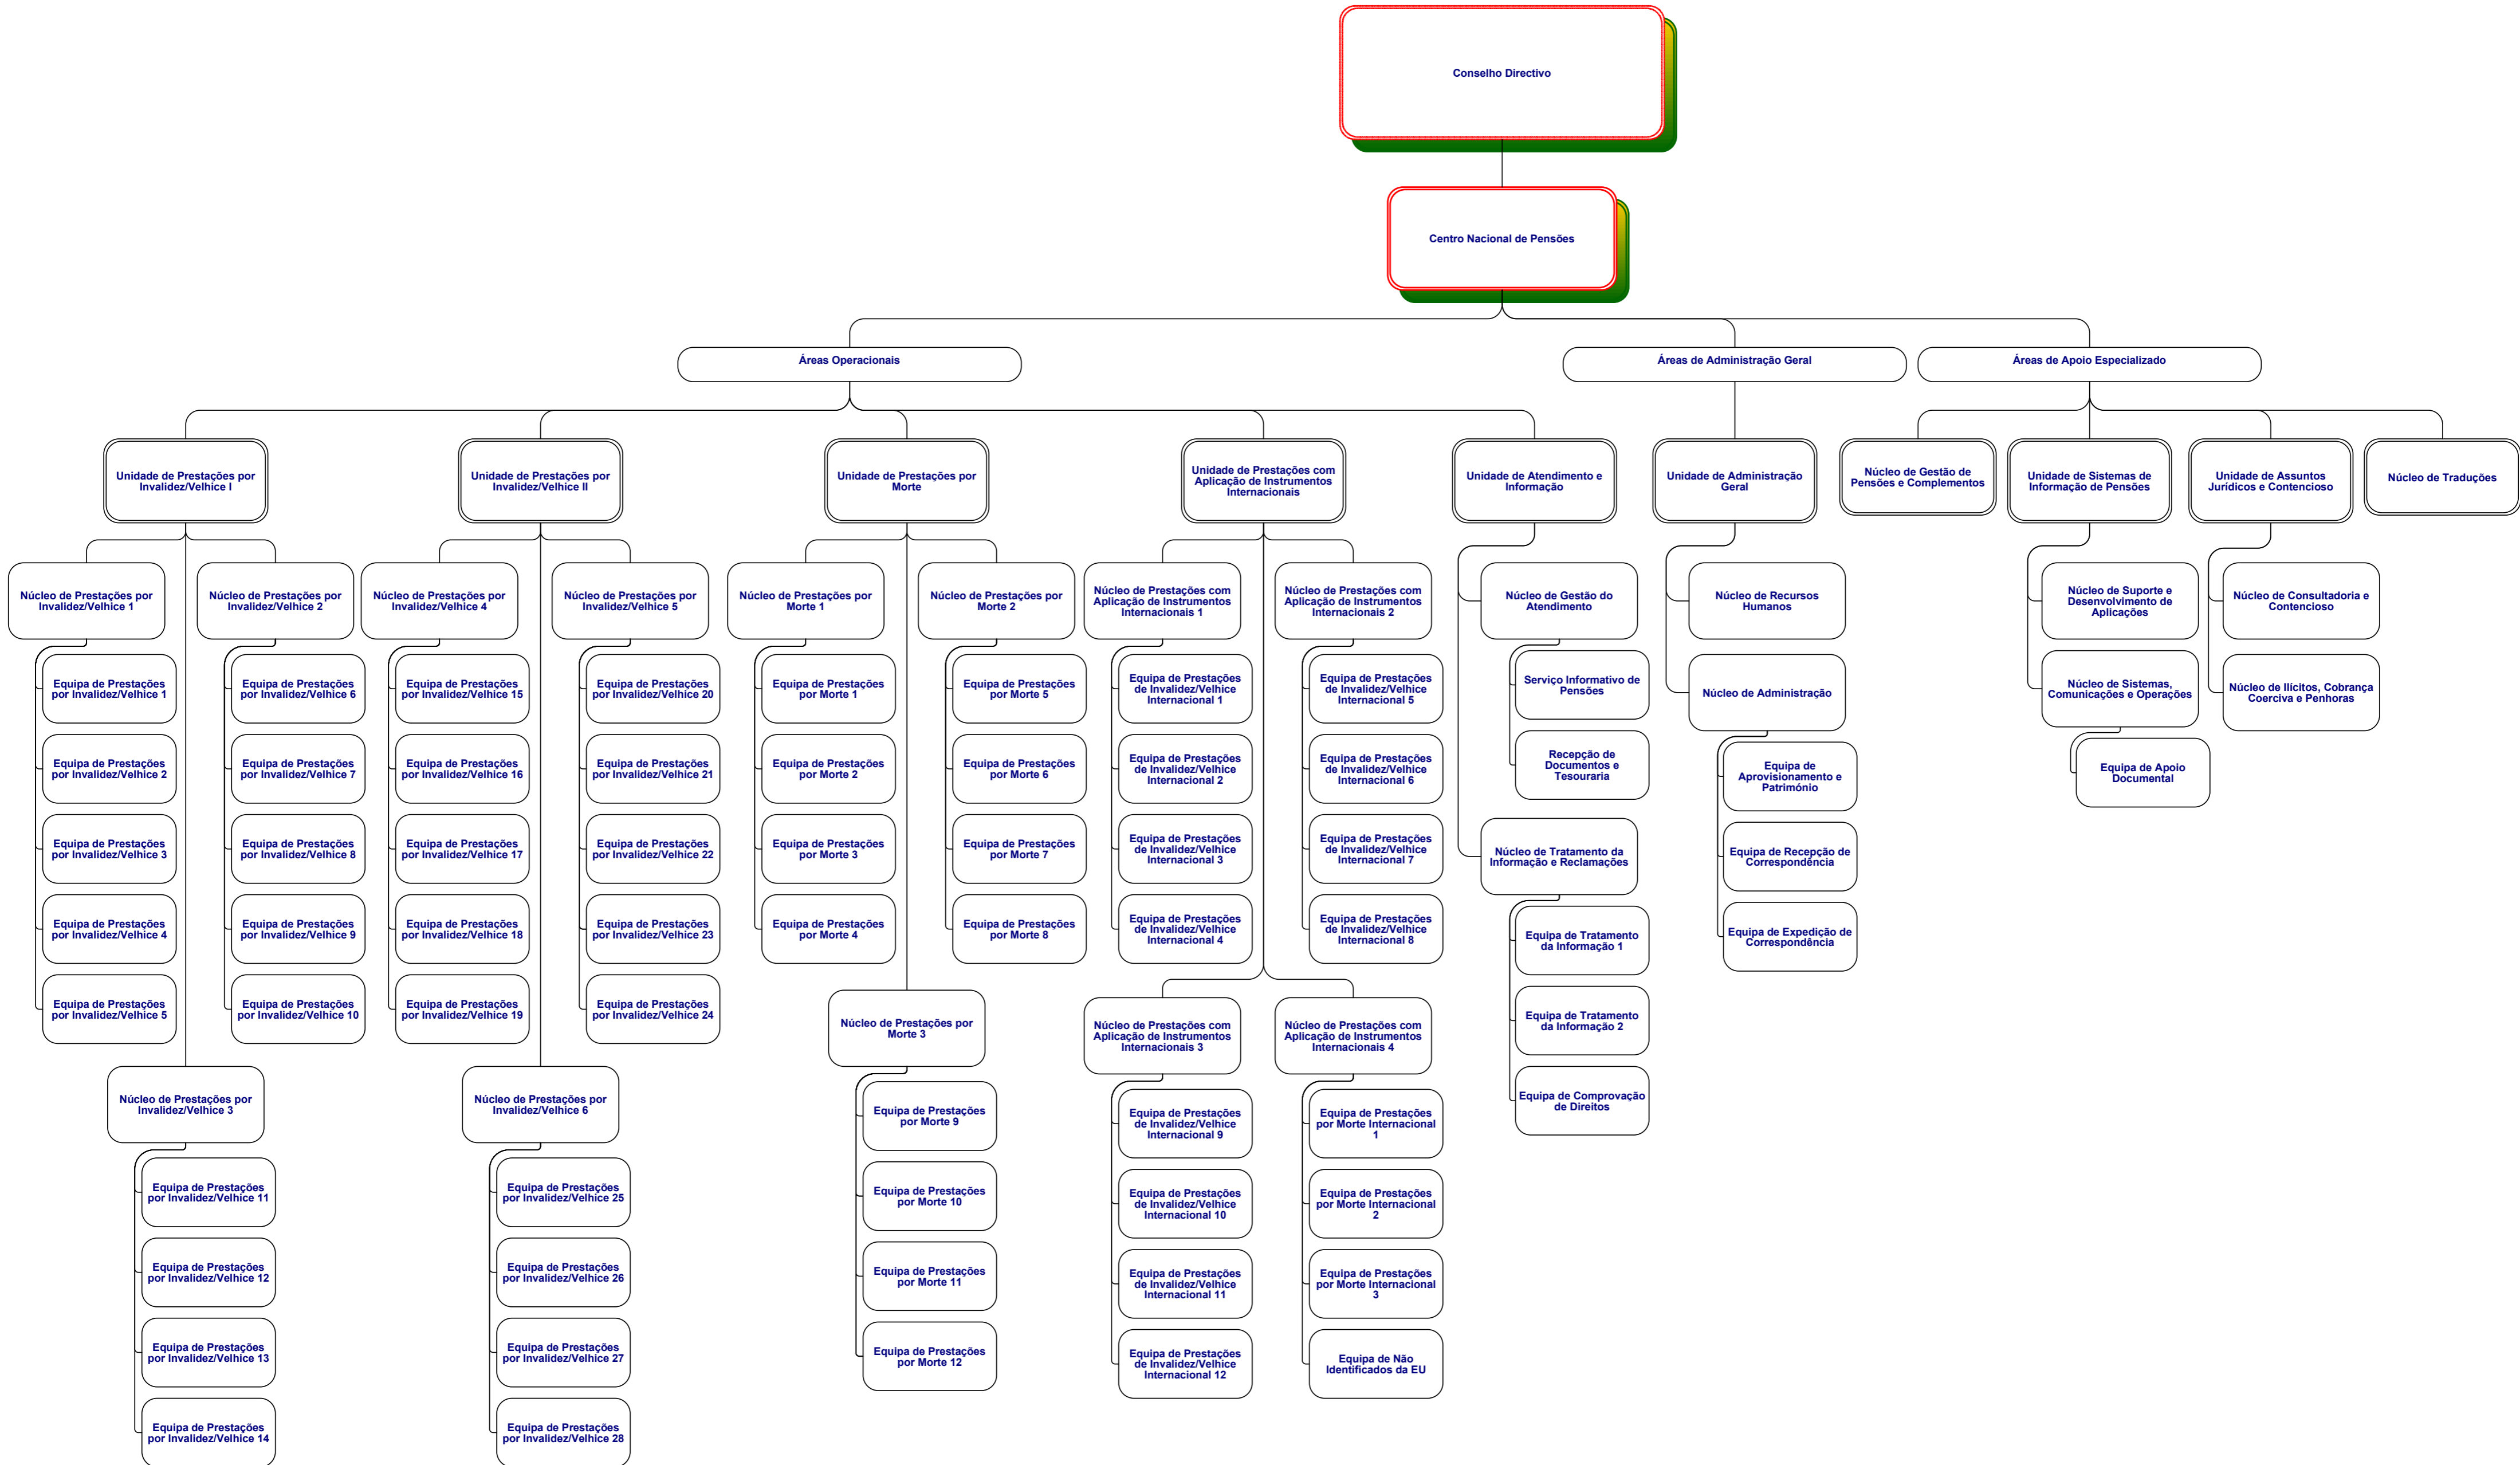 Conselho Directivo
Centro Nacional de Pensões
Áreas Operacionais
Áreas de Administração Geral
Áreas de Apoio Especializado
Unidade de Prestações por
Invalidez/Velhice I
Unidade de Prestações por
Invalidez/Velhice II
Unidade de Prestações por
Morte
Unidade de Prestações com
Aplicação de Instrumentos
Internacionais
Unidade de Atendimento e
Informação
Unidade de Administração
Geral
Núcleo de Gestão de
Pensões e Complementos
Unidade de Sistemas de
Informação de Pensões
Unidade de Assuntos
Jurídicos e Contencioso
Núcleo de Traduções
Núcleo de Prestações por
Invalidez/Velhice 1
Equipa de Prestações
por Invalidez/Velhice 1
Equipa de Prestações
por Invalidez/Velhice 2
Equipa de Prestações
por Invalidez/Velhice 3
Equipa de Prestações
por Invalidez/Velhice 4
Equipa de Prestações
por Invalidez/Velhice 5
Núcleo de Prestações por
Invalidez/Velhice 2
Equipa de Prestações
por Invalidez/Velhice 6
Equipa de Prestações
por Invalidez/Velhice 7
Equipa de Prestações
por Invalidez/Velhice 8
Equipa de Prestações
por Invalidez/Velhice 9
Equipa de Prestações
por Invalidez/Velhice 10
Núcleo de Prestações por
Invalidez/Velhice 3
Equipa de Prestações
por Invalidez/Velhice 11
Equipa de Prestações
por Invalidez/Velhice 12
Equipa de Prestações
por Invalidez/Velhice 13
Equipa de Prestações
por Invalidez/Velhice 14
Núcleo de Prestações por
Invalidez/Velhice 4
Equipa de Prestações
por Invalidez/Velhice 15
Equipa de Prestações
por Invalidez/Velhice 16
Equipa de Prestações
por Invalidez/Velhice 17
Equipa de Prestações
por Invalidez/Velhice 18
Equipa de Prestações
por Invalidez/Velhice 19
Núcleo de Prestações por
Invalidez/Velhice 5
Equipa de Prestações
por Invalidez/Velhice 20
Equipa de Prestações
por Invalidez/Velhice 21
Equipa de Prestações
por Invalidez/Velhice 22
Equipa de Prestações
por Invalidez/Velhice 23
Equipa de Prestações
por Invalidez/Velhice 24
Núcleo de Prestações por
Invalidez/Velhice 6
Equipa de Prestações
por Invalidez/Velhice 25
Equipa de Prestações
por Invalidez/Velhice 26
Equipa de Prestações
por Invalidez/Velhice 27
Equipa de Prestações
por Invalidez/Velhice 28
Núcleo de Prestações por
Morte 1
Equipa de Prestações
por Morte 1
Equipa de Prestações
por Morte 2
Equipa de Prestações
por Morte 3
Equipa de Prestações
por Morte 4
Núcleo de Prestações por
Morte 2
Equipa de Prestações
por Morte 5
Equipa de Prestações
por Morte 6
Equipa de Prestações
por Morte 7
Equipa de Prestações
por Morte 8
Núcleo de Prestações por
Morte 3
Equipa de Prestações
por Morte 9
Equipa de Prestações
por Morte 10
Equipa de Prestações
por Morte 11
Equipa de Prestações
por Morte 12
Núcleo de Prestações com
Aplicação de Instrumentos
Internacionais 1
Equipa de Prestações
de Invalidez/Velhice
Internacional 1
Equipa de Prestações
de Invalidez/Velhice
Internacional 2
Equipa de Prestações
de Invalidez/Velhice
Internacional 3
Equipa de Prestações
de Invalidez/Velhice
Internacional 4
Núcleo de Prestações com
Aplicação de Instrumentos
Internacionais 2
Equipa de Prestações
de Invalidez/Velhice
Internacional 5
Equipa de Prestações
de Invalidez/Velhice
Internacional 6
Equipa de Prestações
de Invalidez/Velhice
Internacional 7
Equipa de Prestações
de Invalidez/Velhice
Internacional 8
Núcleo de Prestações com
Aplicação de Instrumentos
Internacionais 3
Equipa de Prestações
de Invalidez/Velhice
Internacional 9
Equipa de Prestações
de Invalidez/Velhice
Internacional 10
Equipa de Prestações
de Invalidez/Velhice
Internacional 11
Equipa de Prestações
de Invalidez/Velhice
Internacional 12
Núcleo de Prestações com
Aplicação de Instrumentos
Internacionais 4
Equipa de Prestações
por Morte Internacional
1
Equipa de Prestações
por Morte Internacional
2
Equipa de Prestações
por Morte Internacional
3
Equipa de Não
Identificados da EU
Núcleo de Gestão do
Atendimento
Serviço Informativo de
Pensões
Recepção de
Documentos e
Tesouraria
Núcleo de Tratamento da
Informação e Reclamações
Equipa de Tratamento
da Informação 1
Equipa de Tratamento
da Informação 2
Equipa de Comprovação
de Direitos
Núcleo de Recursos
Humanos
Núcleo de Administração
Equipa de
Aprovisionamento e
Património
Equipa de Recepção de
Correspondência
Equipa de Expedição de
Correspondência
Núcleo de Suporte e
Desenvolvimento de
Aplicações
Núcleo de Sistemas,
Comunicações e Operações
Equipa de Apoio
Documental
Núcleo de Consultadoria e
Contencioso
Núcleo de Ilícitos, Cobrança
Coerciva e Penhoras